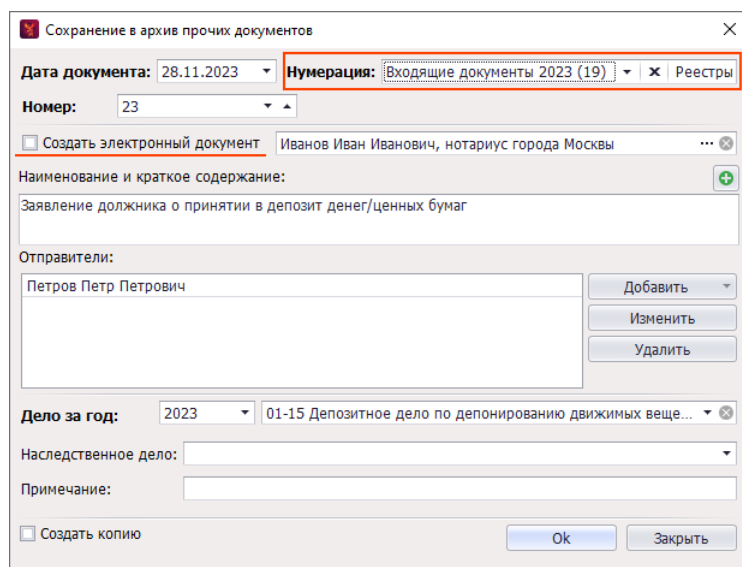 Сохранение в архив прочих документов
Дата документа: 28.11.2023 Нумерация: Входящие документы 2023 (19) Реестры
Номер: 23
Создать электронный документ Иванов Иван Иванович, нотариус города Москвы ...
Наименование и краткое содержание:
Заявление должника о принятии в депозит денег/ценных бумаг
Отправители:
Петров Петр Петрович
Добавить
Изменить
Удалить
Дело за год: 2023 01-15 Депозитное дело по депонированию движимых веще...
Наследственное дело:
Примечание:
Создать копию Ok Закрыть